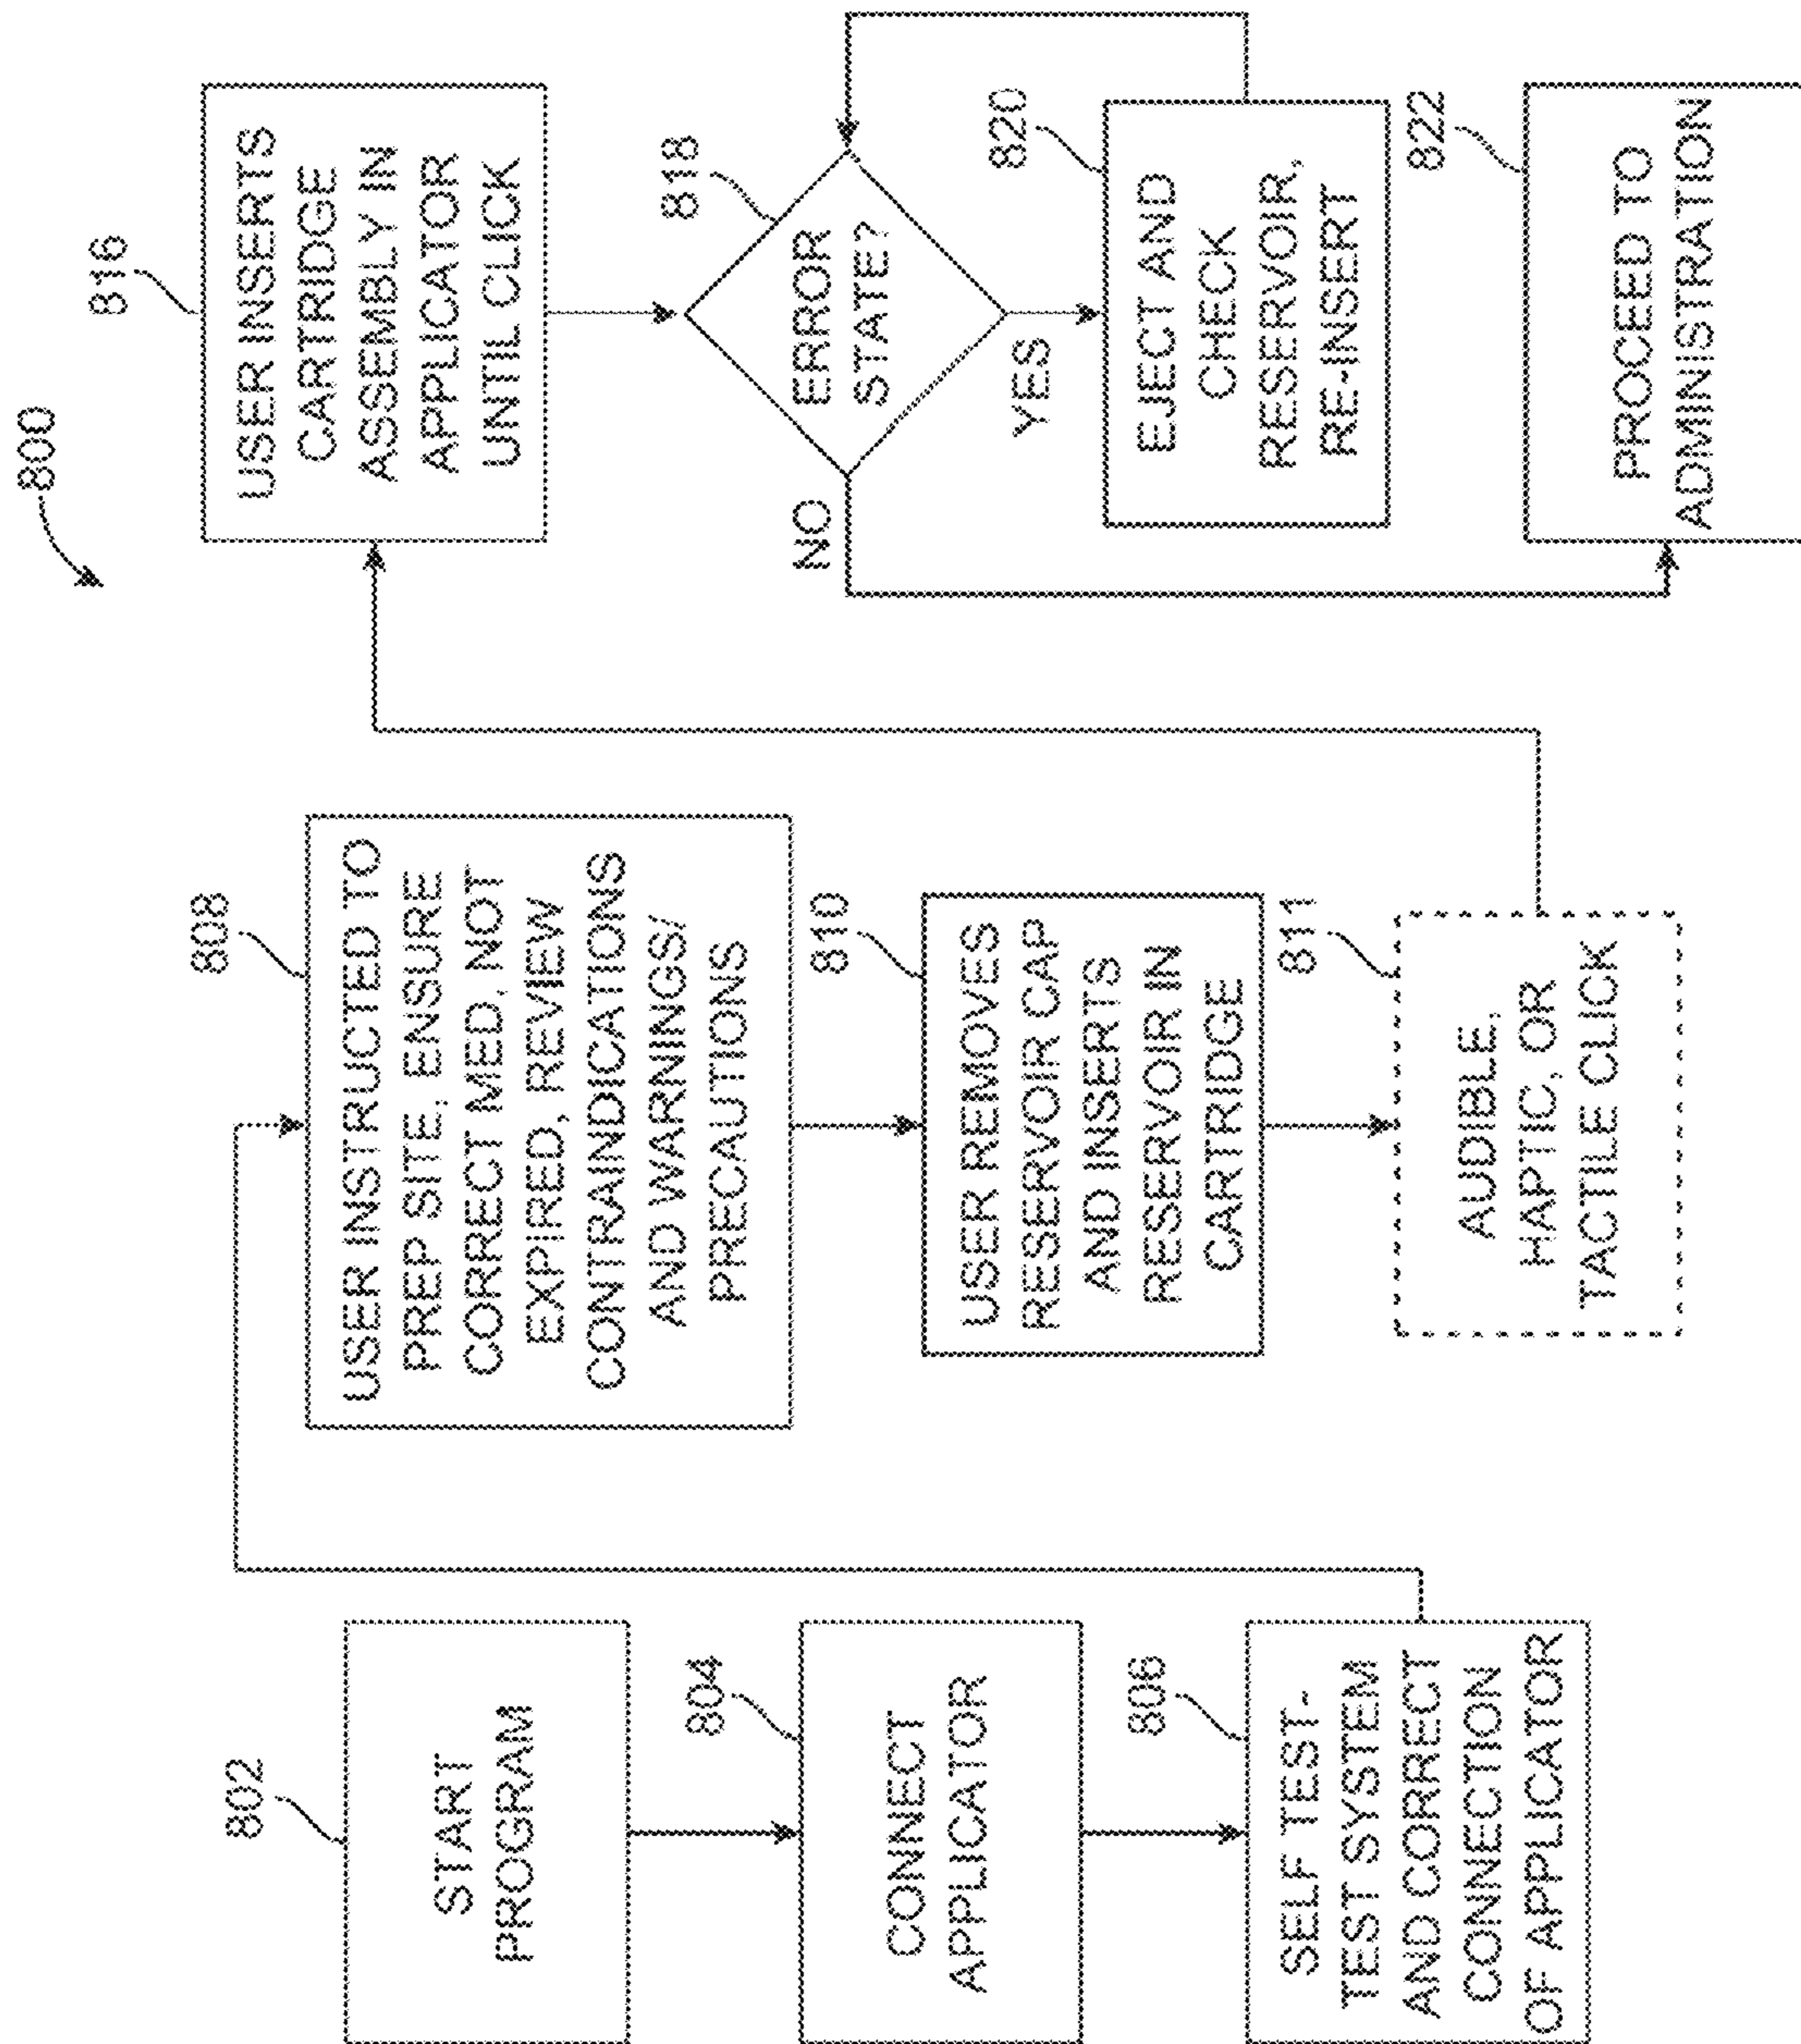 800
802
START
PROGRAM
804
CONNECT
APPLICATOR
806
SELF TEST-
TEST SYSTEM
AND CORRECT
CONNECTION
OF APPLICATOR
808
USER INSTRUCTED TO
PREP SITE, ENSURE
CORRECT MED, NOT
EXPIRED, REVIEW
CONTRAINDICATIONS
AND WARNINGS/
PRECAUTIONS
810
USER REMOVES
RESERVOIR CAP
AND INSERTS
RESERVOIR IN
CARTRIDGE
811
AUDIBLE,
HAPTIC, OR
TACTILE CLICK
816
USER INSERTS
CARTRIDGE
ASSEMBLY IN
APPLICATOR
UNTIL CLICK
818
ERROR
STATE?
NO
YES
820
EJECT AND
CHECK
RESERVOIR,
RE-INSERT
822
PROCEED TO
ADMINISTRATION